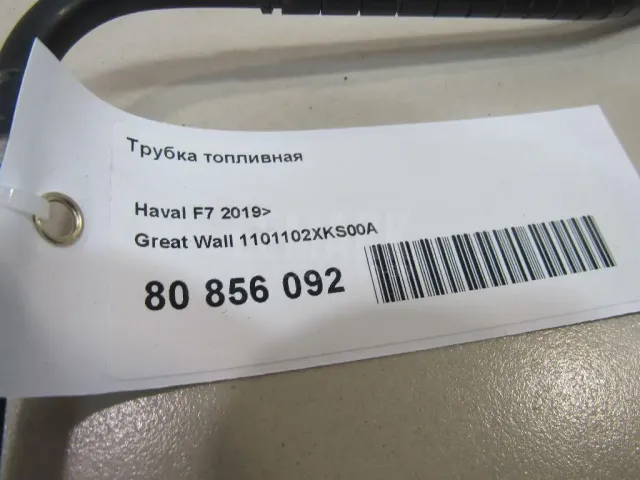 Трубка топливная
Haval F7 2019>
Great Wall 1101102XKS00A
80 856 092